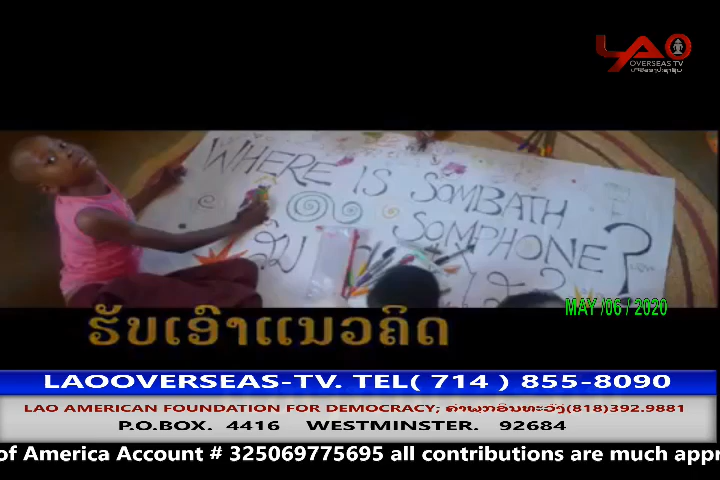 LAO
OVERSEAS TV
WHERE IS SOMBATH
SOMPHONE?
MAY /06 / 2020
ຮັບເອົາແນວຄິດ
LAOOVERSEAS-TV. TEL( 714 ) 855-8090
LAO AMERICAN FOUNDATION FOR DEMOCRACY; (818)392.9881
P.O.BOX. 4416 WESTMINSTER. 92684
of America Account # 325069775695 all contributions are much appr